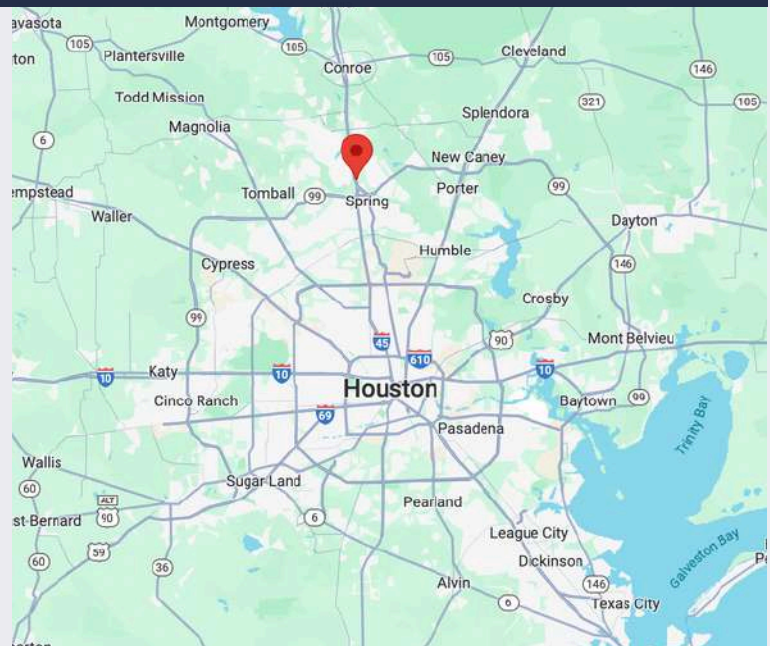 avasota
Montgomery
105
Plantersville
105
105
Cleveland
146
ton
Conroe
Todd Mission
321
105
Magnolia
Splendora
6
New Caney
empstead
Tomball
99
Porter
99
Spring
Waller
Dayton
Humble
Cypress
146
Crosby
99
45
90
Mont Belvieu
610
10
Katy
10
10
Houston
Cinco Ranch
69
Baytown
99
Pasadena
Trinity Bay
Wallis
60
Sugar Land
ALT
90
Pearland
st Bernard
6
59
League City
60
Dickinson
Galveston Bay
Pe
36
Alvin
146
6
Texas City